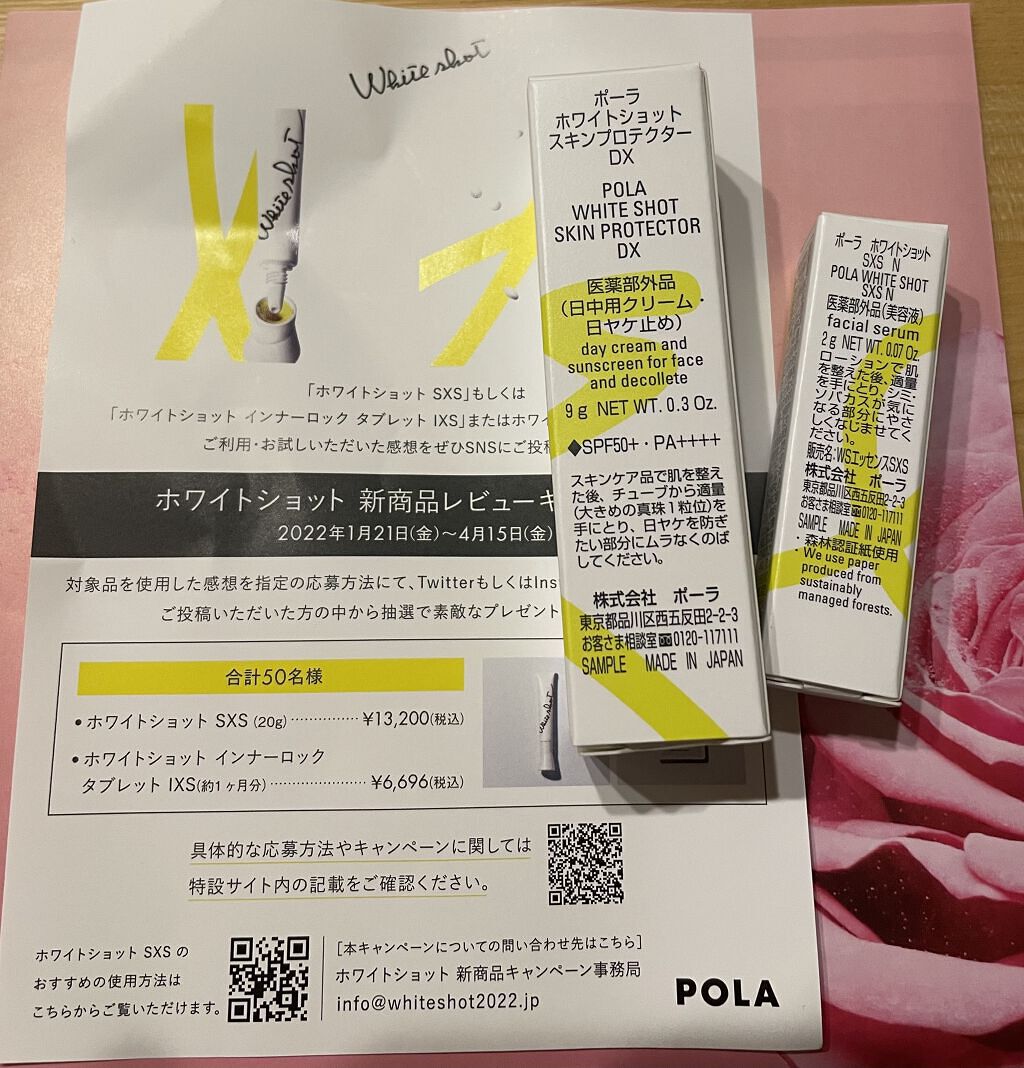 White shot
White shot
「ホワイトショット SXS」もしくは
「ホワイトショット インナーロック タブレット IXS」またはホワイ
ご利用・お試しいただいた感想をぜひSNSにご投稿
ホワイトショット 新商品レビューキ
2022年1月21日(金)～4月15日(金)
対象品を使用した感想を指定の応募方法にて、TwitterもしくはIns
ご投稿いただいた方の中から抽選で素敵なプレゼント
合計50名様
•ホワイトショット SXS (20g)……………¥13,200(税込)
•ホワイトショット インナーロック
タブレット IXS(約1ヶ月分)…………………¥6,696(税込)
White shot
具体的な応募方法やキャンペーンに関しては
特設サイト内の記載をご確認ください。
ホワイトショット SXS の
おすすめの使用方法は
こちらからご覧いただけます。
[本キャンペーンについての問い合わせ先はこちら]
ホワイトショット 新商品キャンペーン事務局
info@whiteshot2022.jp
POLA
ポーラ
ホワイトショット
スキンプロテクター
DX
POLA
WHITE SHOT
SKIN PROTECTOR
DX
医薬部外品
(日中用クリーム・
日ヤケ止め)
day cream and
sunscreen for face
and decollete
9g NET WT. 0.3 Oz.
◆SPF50+・PA++++
スキンケア品で肌を整え
た後、チューブから適量
(大きめの真珠1粒位)を
手にとり、日ヤケを防ぎ
たい部分にムラなくのば
してください。
株式会社 ポーラ
東京都品川区西五反田2-2-3
お客さま相談室 0120-117111
SAMPLE MADE IN JAPAN
ポーラ ホワイトショット
SXS N
POLA WHITE SHOT
SXS N
医薬部外品(美容液)
facial serum
2g NET WT. 0.07 Oz.
ローションで肌
を整えた後、適量
を手にとり、シミ・
ソバカスが気に
なる部分にやさ
しくなじませてく
ださい。
販売名:WSエッセンスSXS
株式会社 ポーラ
東京都品川区西五反田2-2-3
お客さま相談室 0120-117111
SAMPLE MADE IN JAPAN
・森林認証紙使用
・We use paper
produced from
sustainably
managed forests.